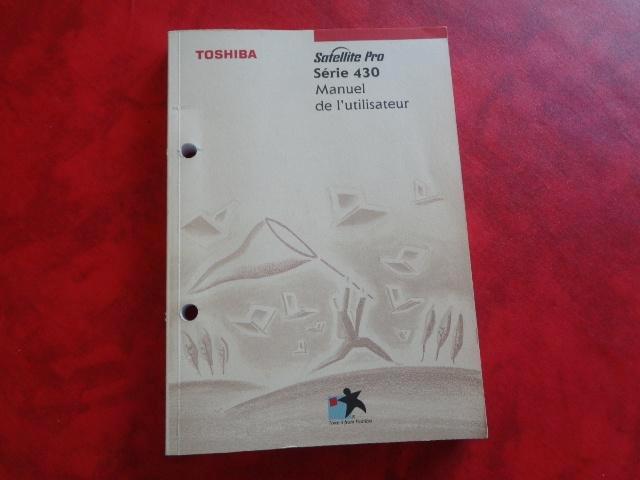 TOSHIBA
Satellite Pro
Série 430
Manuel
de l'utilisateur